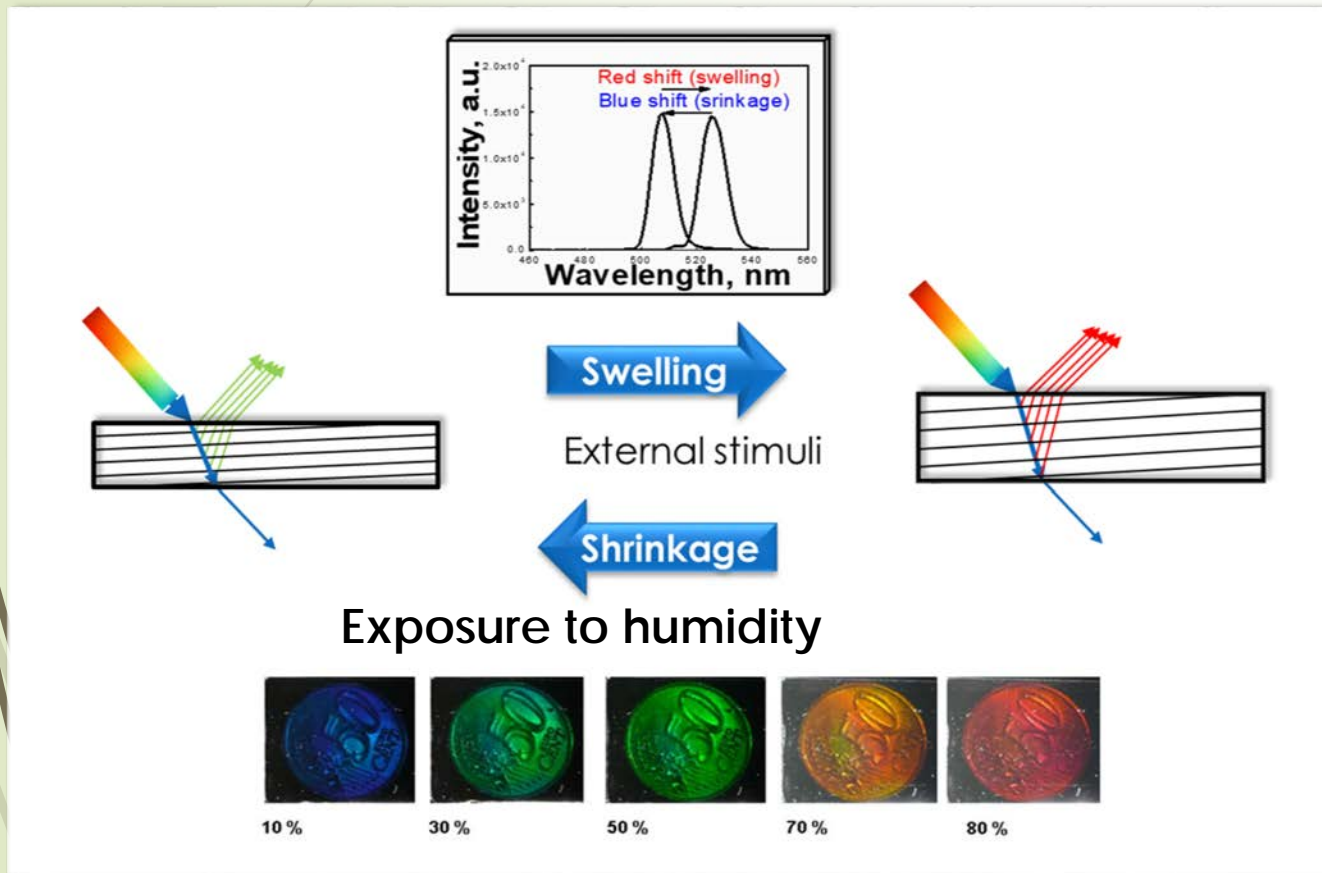 2.0x10⁴
Red shift (swelling)
Blue shift (srinkage)
1.5x10⁴
1.0x10⁴
5.0x10³
0.0
Intensity, a.u.
460 480 500 520 540 560
Wavelength, nm
Swelling
External stimuli
Shrinkage
Exposure to humidity
10 % 30 % 50 % 70 % 80 %